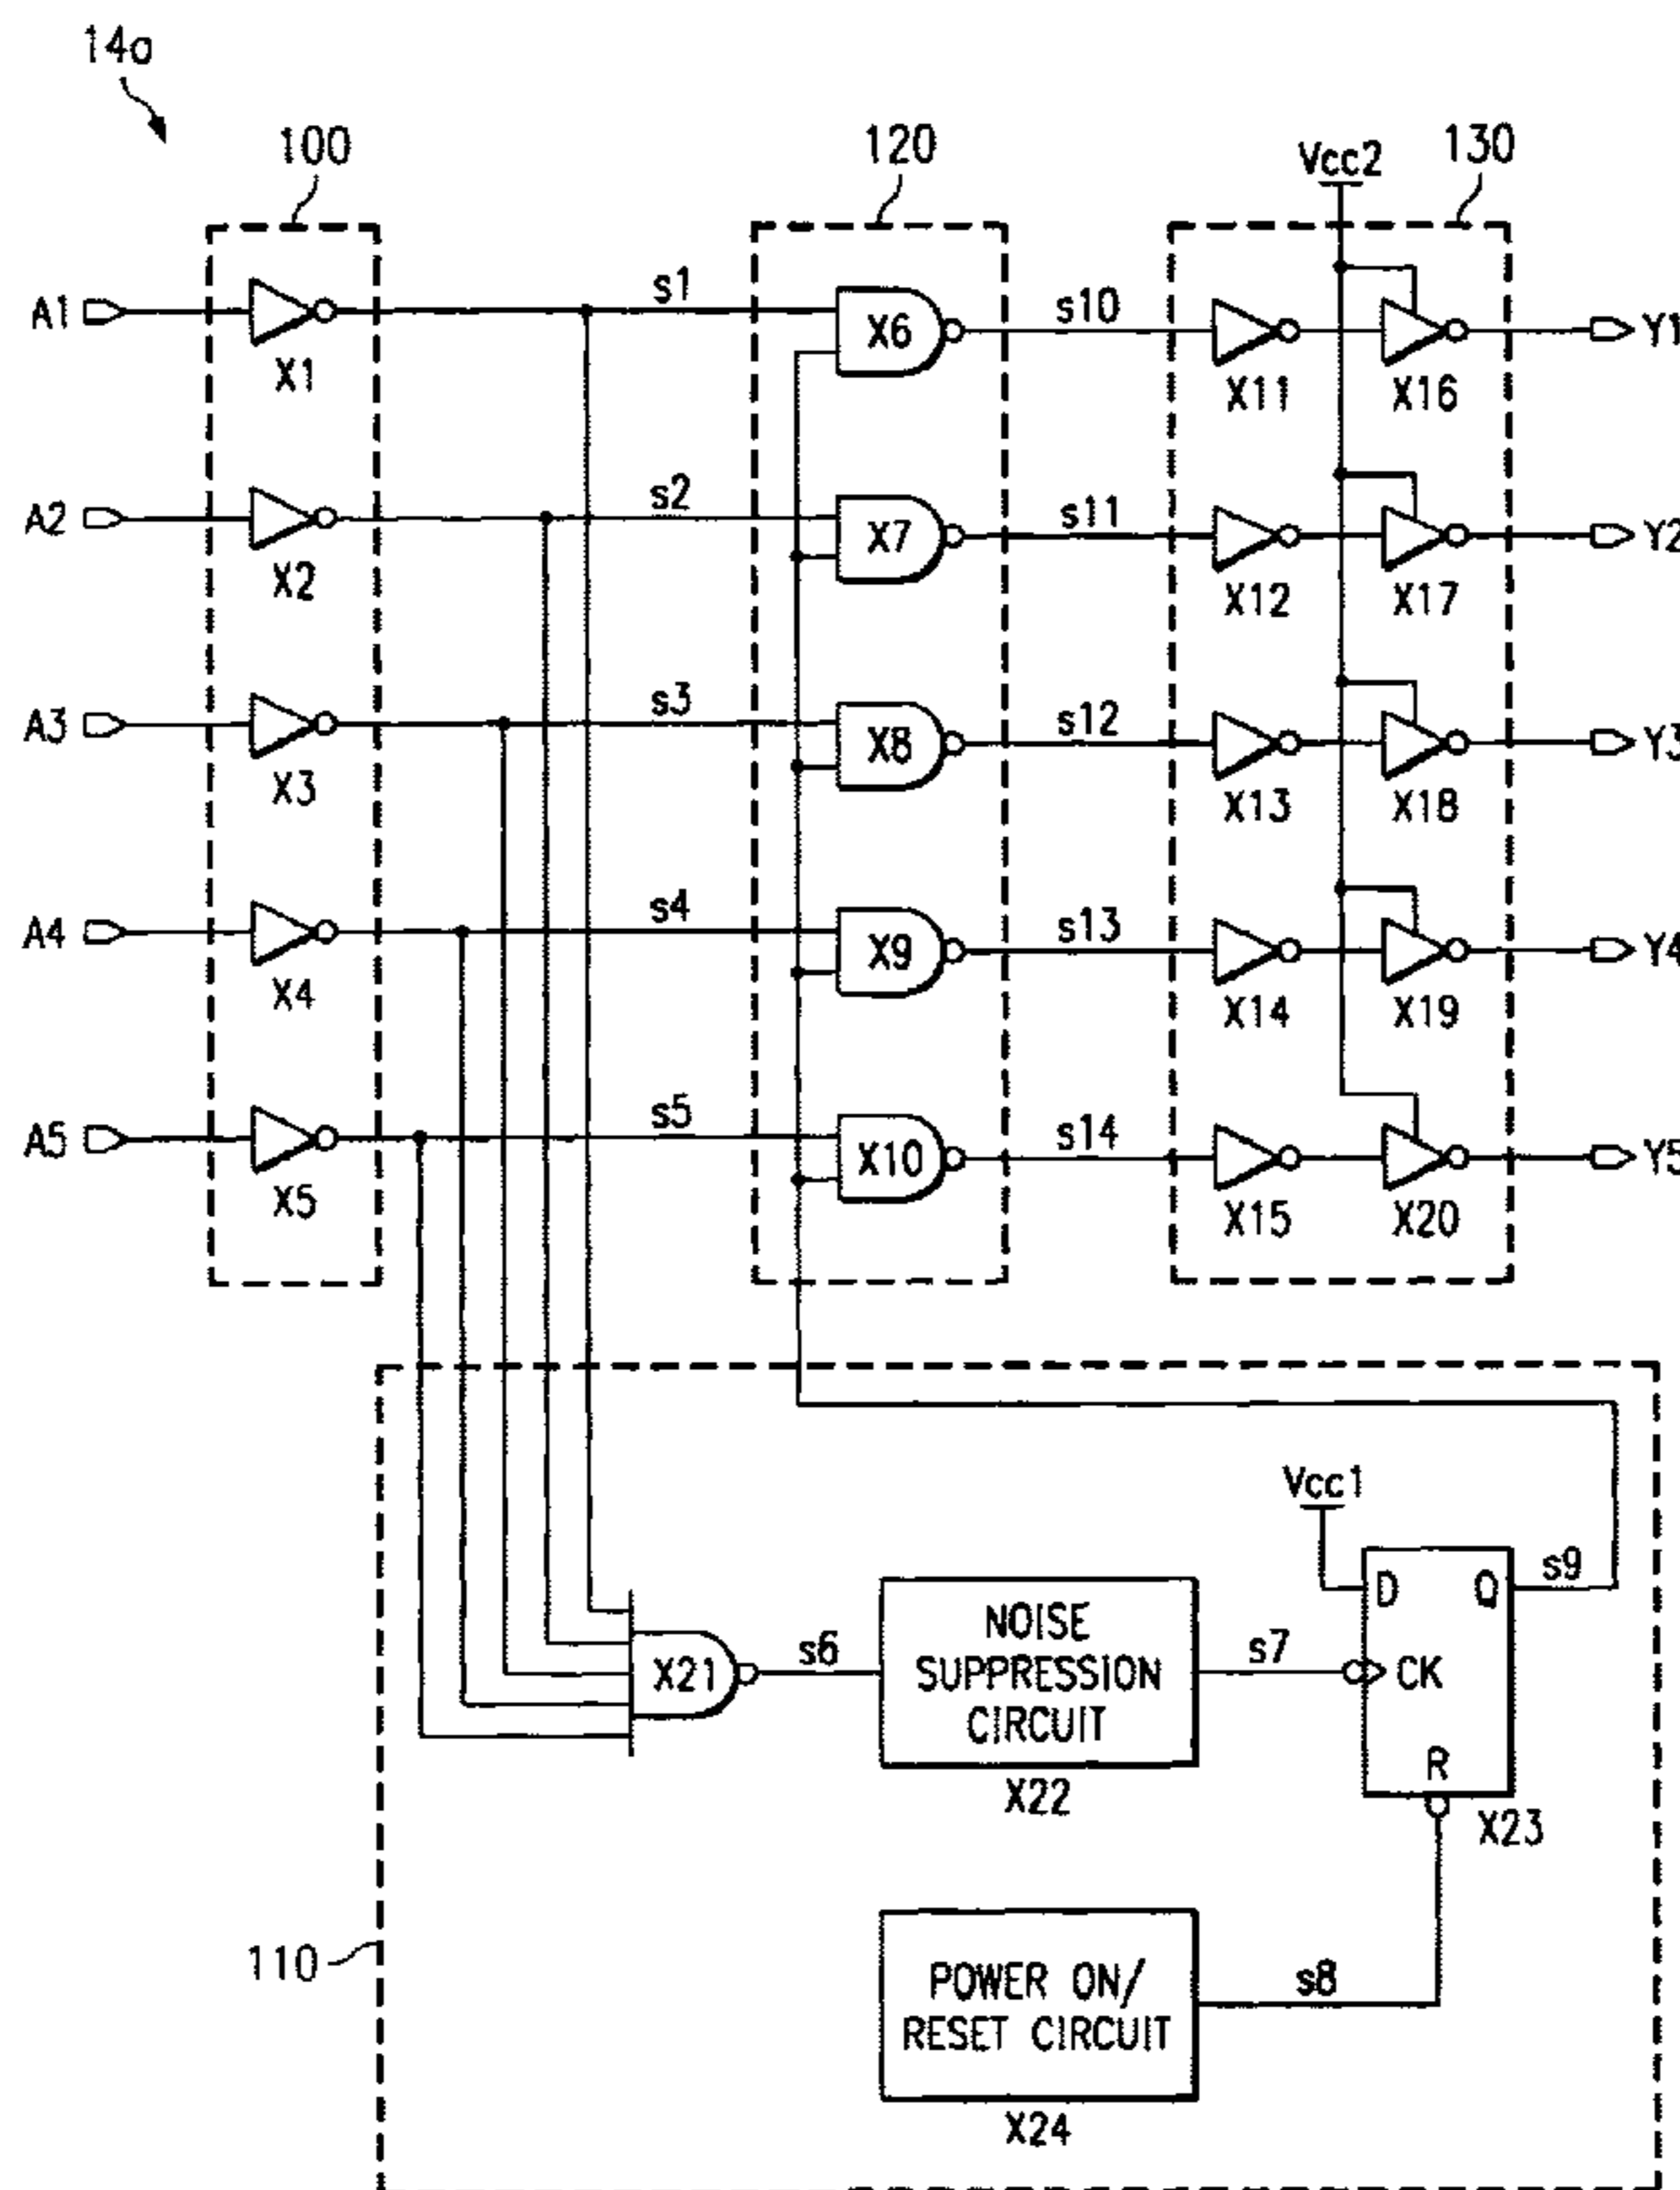 14a
100
120
Vcc2
130
A1
X1
s1
X6
s10
X11
X16
Y1
A2
X2
s2
X7
s11
X12
X17
Y2
A3
X3
s3
X8
s12
X13
X18
Y3
A4
X4
s4
X9
s13
X14
X19
Y4
A5
X5
s5
X10
s14
X15
X20
Y5
110
X21
s6
NOISE
SUPPRESSION
CIRCUIT
X22
s7
Vcc1
D
Q
CK
R
X23
s9
POWER ON/
RESET CIRCUIT
X24
s8